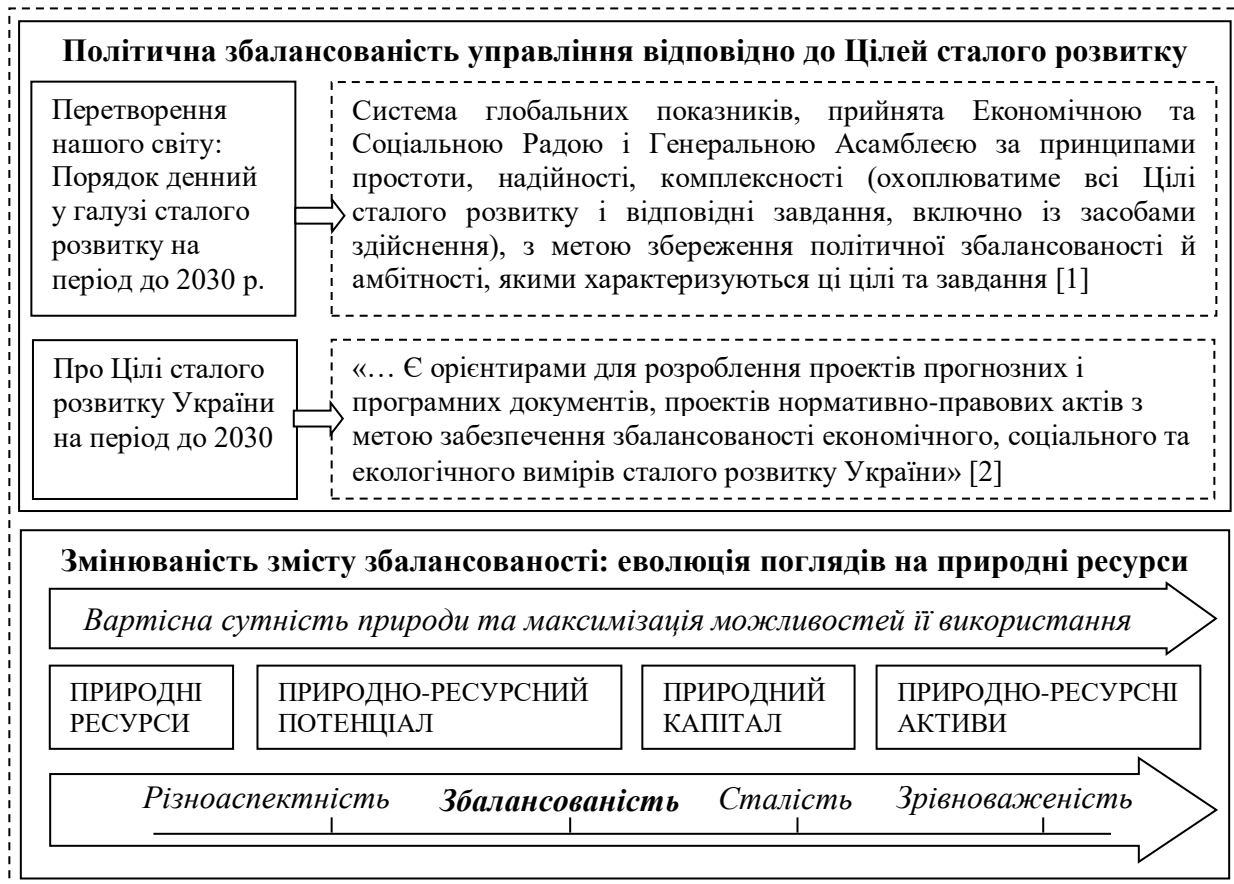 Політична збалансованість управління відповідно до Цілей сталого розвитку
Перетворення
нашого світу:
Порядок денний
у галузі сталого
розвитку на
період до 2030 р.
Система глобальних показників, прийнята Економічною та
Соціальною Радою і Генеральною Асамблеєю за принципами
простоти, надійності, комплексності (охоплюватиме всі Цілі
сталого розвитку і відповідні завдання, включно із засобами
здійснення), з метою збереження політичної збалансованості й
амбітності, якими характеризуються ці цілі та завдання [1]
Про Цілі сталого
розвитку України
на період до 2030
«… Є орієнтирами для розроблення проектів прогнозних і
програмних документів, проектів нормативно-правових актів з
метою забезпечення збалансованості економічного, соціального та
екологічного вимірів сталого розвитку України» [2]
Змінюваність змісту збалансованості: еволюція поглядів на природні ресурси
Вартісна сутність природи та максимізація можливостей її використання
ПРИРОДНІ
РЕСУРСИ
ПРИРОДНО-РЕСУРСНИЙ
ПОТЕНЦІАЛ
ПРИРОДНИЙ
КАПІТАЛ
ПРИРОДНО-РЕСУРСНІ
АКТИВИ
Різноаспектність Збалансованість Сталість Зрівноваженість